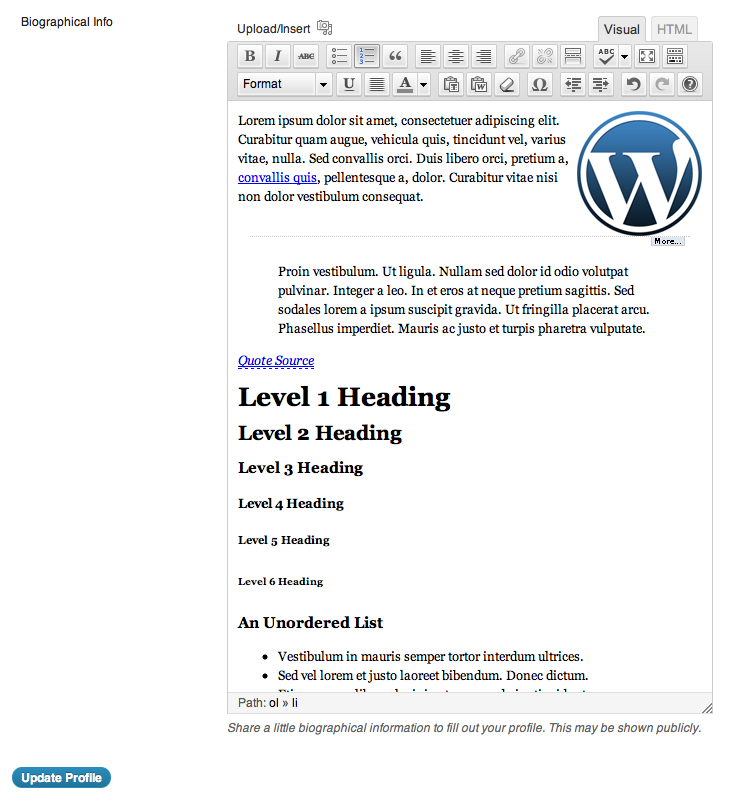 Biographical Info
Upload/Insert
Visual
HTML
B I ABC ABC
Format U A T W Ω ?
Lorem ipsum dolor sit amet, consectetuer adipiscing elit.
Curabitur quam augue, vehicula quis, tincidunt vel, varius
vitae, nulla. Sed convallis orci. Duis libero orci, pretium a,
convallis quis, pellentesque a, dolor. Curabitur vitae nisi
non dolor vestibulum consequat.
W
More...
Proin vestibulum. Ut ligula. Nullam sed dolor id odio volutpat
pulvinar. Integer a leo. In et eros at neque pretium sagittis. Sed
sodales lorem a ipsum suscipit gravida. Ut fringilla placerat arcu.
Phasellus imperdiet. Mauris ac justo et turpis pharetra vulputate.
Quote Source
Level 1 Heading
Level 2 Heading
Level 3 Heading
Level 4 Heading
Level 5 Heading
Level 6 Heading
An Unordered List
• Vestibulum in mauris semper tortor interdum ultrices.
• Sed vel lorem et justo laoreet bibendum. Donec dictum.
Path: ol » li
Share a little biographical information to fill out your profile. This may be shown publicly.
Update Profile